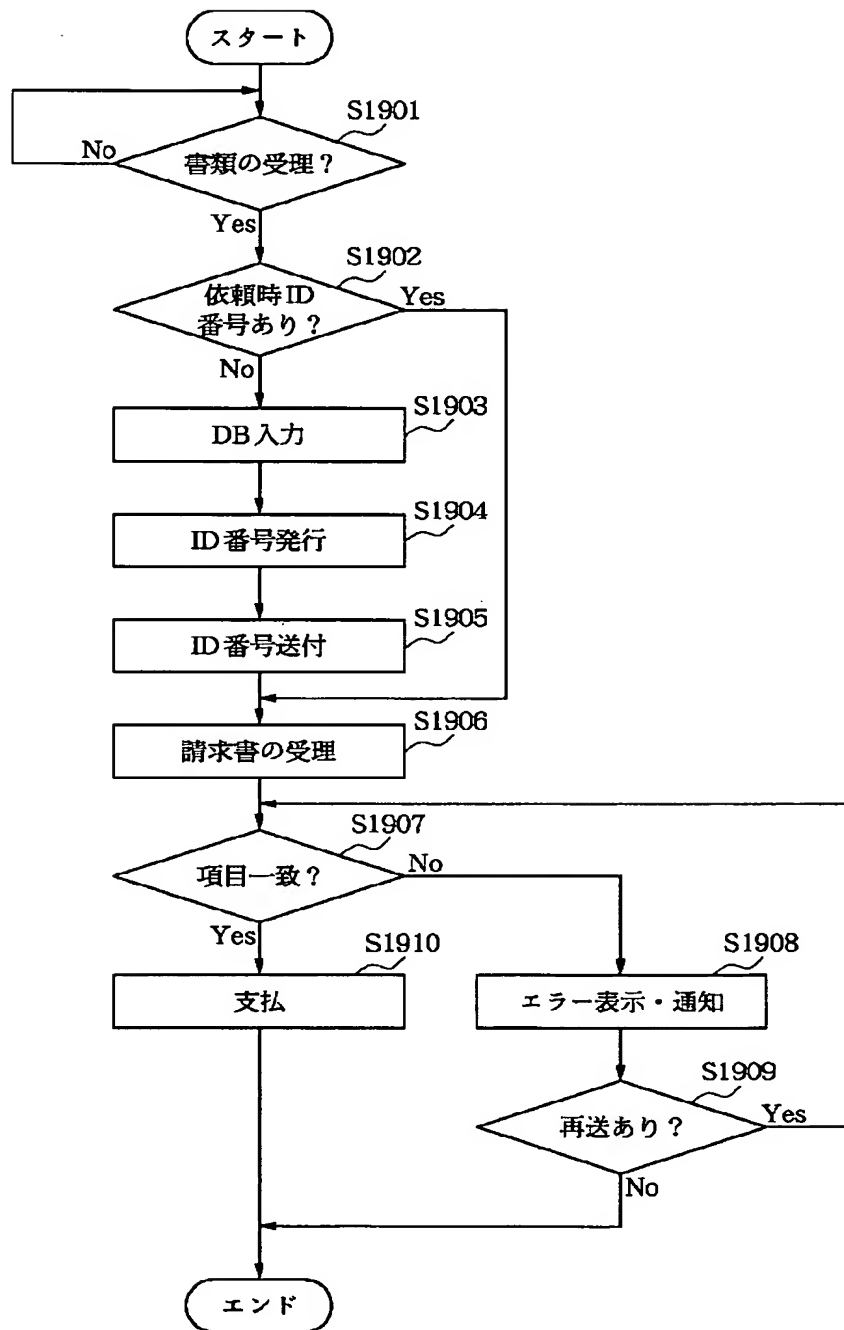 スタート
S1901
書類の受理?
No
Yes
S1902
依頼時ID
番号あり?
Yes
No
S1903
DB入力
S1904
ID番号発行
S1905
ID番号送付
S1906
請求書の受理
S1907
項目一致?
No
Yes
S1910
支払
S1908
エラー表示・通知
S1909
再送あり?
Yes
No
エンド